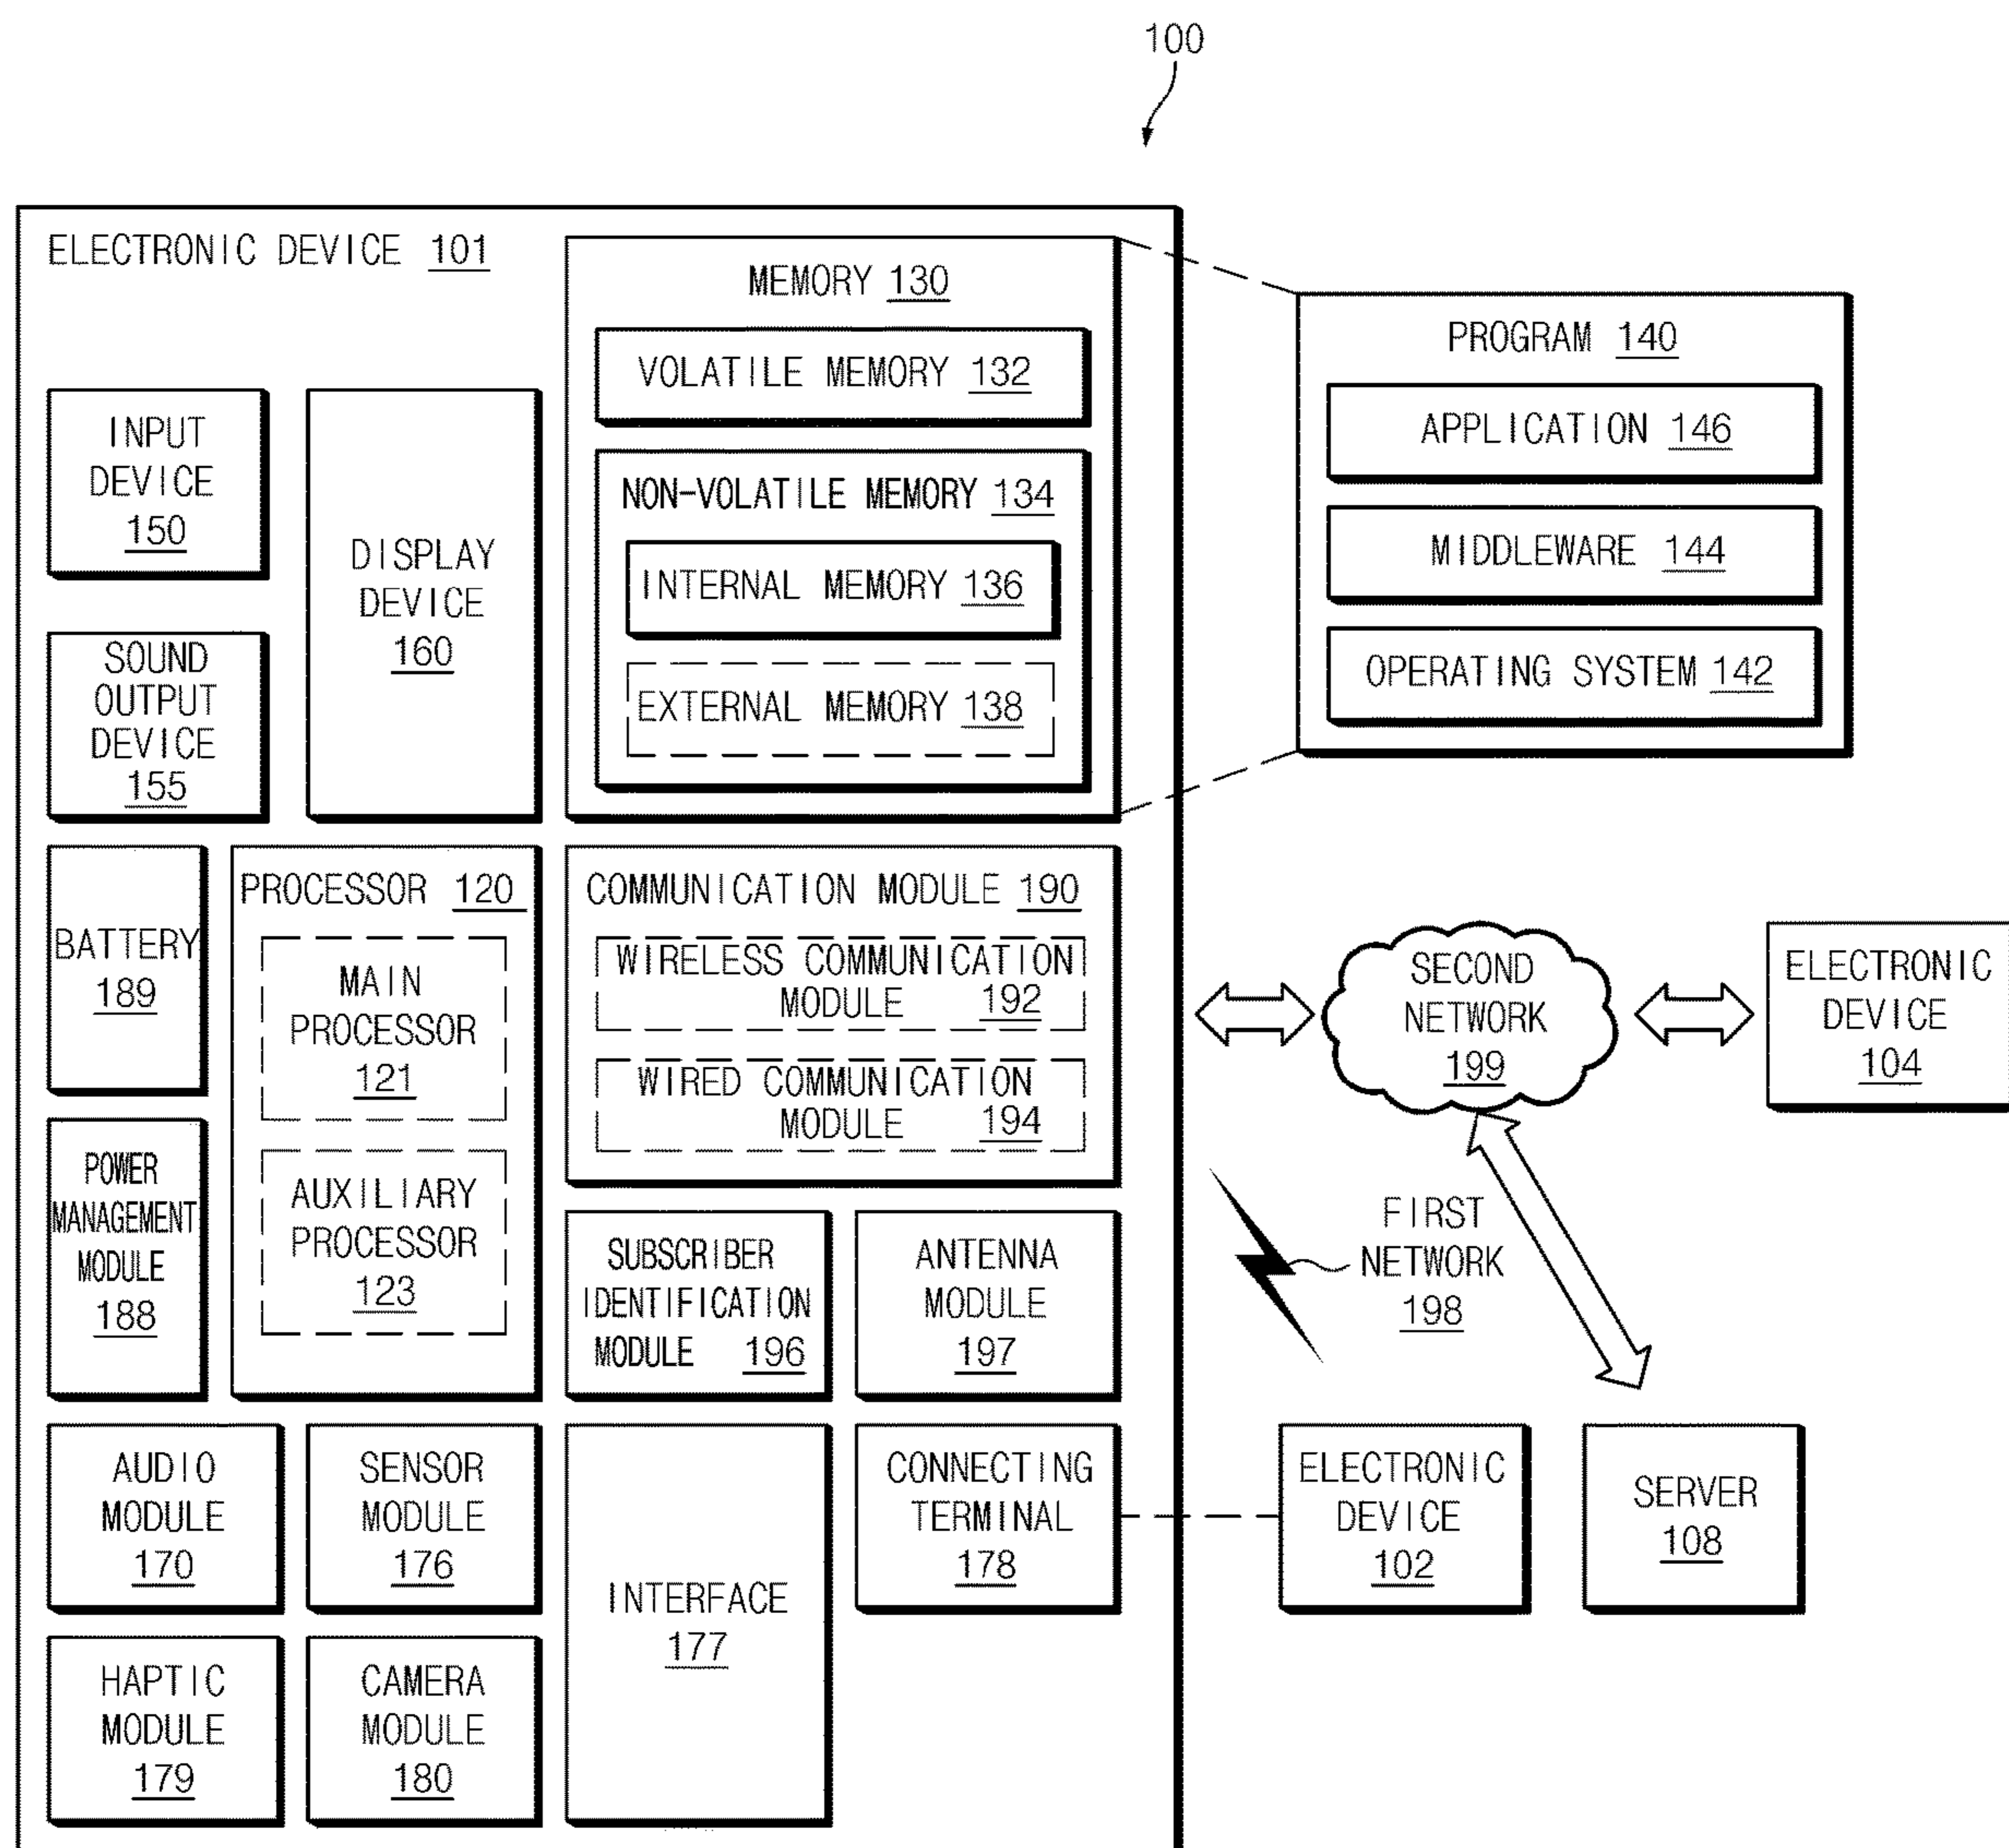 100
ELECTRONIC DEVICE 101
MEMORY 130
VOLATILE MEMORY 132
NON-VOLATILE MEMORY 134
INTERNAL MEMORY 136
EXTERNAL MEMORY 138
PROGRAM 140
APPLICATION 146
MIDDLEWARE 144
OPERATING SYSTEM 142
INPUT
DEVICE
150
DISPLAY
DEVICE
160
SOUND
OUTPUT
DEVICE
155
BATTERY
189
PROCESSOR 120
MAIN
PROCESSOR
121
AUXILIARY
PROCESSOR
123
COMMUNICATION MODULE 190
WIRELESS COMMUNICATION
MODULE 192
WIRED COMMUNICATION
MODULE 194
SECOND
NETWORK
199
ELECTRONIC
DEVICE
104
POWER
MANAGEMENT
MODULE
188
SUBSCRIBER
IDENTIFICATION
MODULE 196
ANTENNA
MODULE
197
FIRST
NETWORK
198
AUDIO
MODULE
170
SENSOR
MODULE
176
INTERFACE
177
CONNECTING
TERMINAL
178
ELECTRONIC
DEVICE
102
SERVER
108
HAPTIC
MODULE
179
CAMERA
MODULE
180